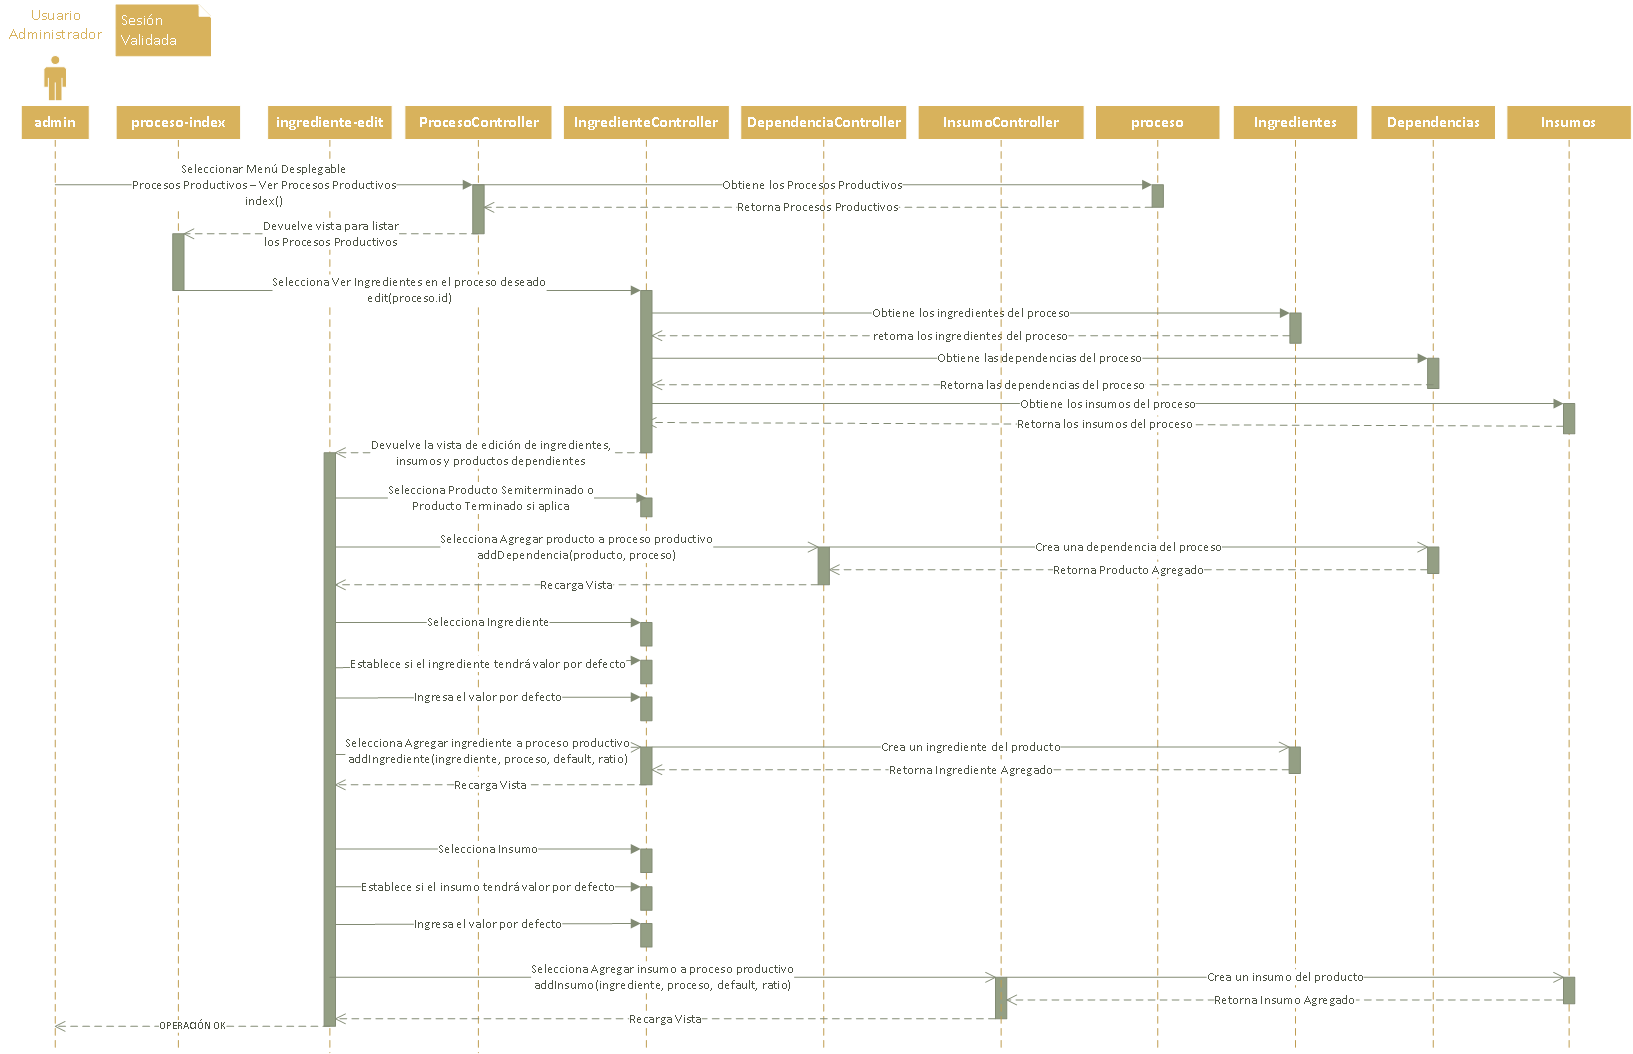 Usuario
Administrador
Sesión
Validada
admin
proceso-index
ingrediente-edit
ProcesoController
IngredienteController
DependenciaController
InsumoController
proceso
Ingredientes
Dependencias
Insumos
Seleccionar Menú Desplegable
Procesos Productivos – Ver Procesos Productivos
index()
Obtiene los Procesos Productivos
Retorna Procesos Productivos
Devuelve vista para listar
los Procesos Productivos
Selecciona Ver Ingredientes en el proceso deseado
edit(proceso.id)
Obtiene los ingredientes del proceso
retorna los ingredientes del proceso
Obtiene las dependencias del proceso
Retorna las dependencias del proceso
Obtiene los insumos del proceso
Retorna los insumos del proceso
Devuelve la vista de edición de ingredientes,
insumos y productos dependientes
Selecciona Producto Semiterminado o
Producto Terminado si aplica
Selecciona Agregar producto a proceso productivo
addDependencia(producto, proceso)
Crea una dependencia del proceso
Retorna Producto Agregado
Recarga Vista
Selecciona Ingrediente
Establece si el ingrediente tendrá valor por defecto
Ingresa el valor por defecto
Selecciona Agregar ingrediente a proceso productivo
addIngrediente(ingrediente, proceso, default, ratio)
Crea un ingrediente del producto
Retorna Ingrediente Agregado
Recarga Vista
Selecciona Insumo
Establece si el insumo tendrá valor por defecto
Ingresa el valor por defecto
Selecciona Agregar insumo a proceso productivo
addInsumo(ingrediente, proceso, default, ratio)
Crea un insumo del producto
Retorna Insumo Agregado
Recarga Vista
OPERACIÓN OK